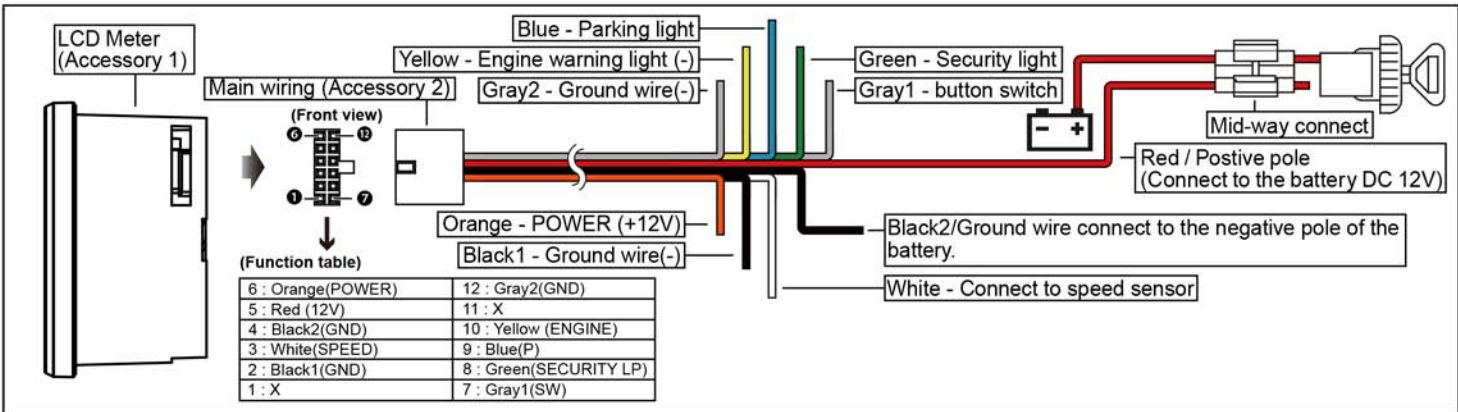 LCD Meter
(Accessory 1)
Main wiring (Accessory 2)
(Front view)
6
12
1
7
Blue - Parking light
Yellow - Engine warning light (-)
Gray2 - Ground wire(-)
Green - Security light
Gray1 - button switch
- +
Mid-way connect
Red / Postive pole
(Connect to the battery DC 12V)
Orange - POWER (+12V)
Black1 - Ground wire(-)
Black2/Ground wire connect to the negative pole of the
battery.
White - Connect to speed sensor
(Function table)
6 : Orange(POWER) 12 : Gray2(GND)
5 : Red (12V) 11 : X
4 : Black2(GND) 10 : Yellow (ENGINE)
3 : White(SPEED) 9 : Blue(P)
2 : Black1(GND) 8 : Green(SECURITY LP)
1 : X 7 : Gray1(SW)